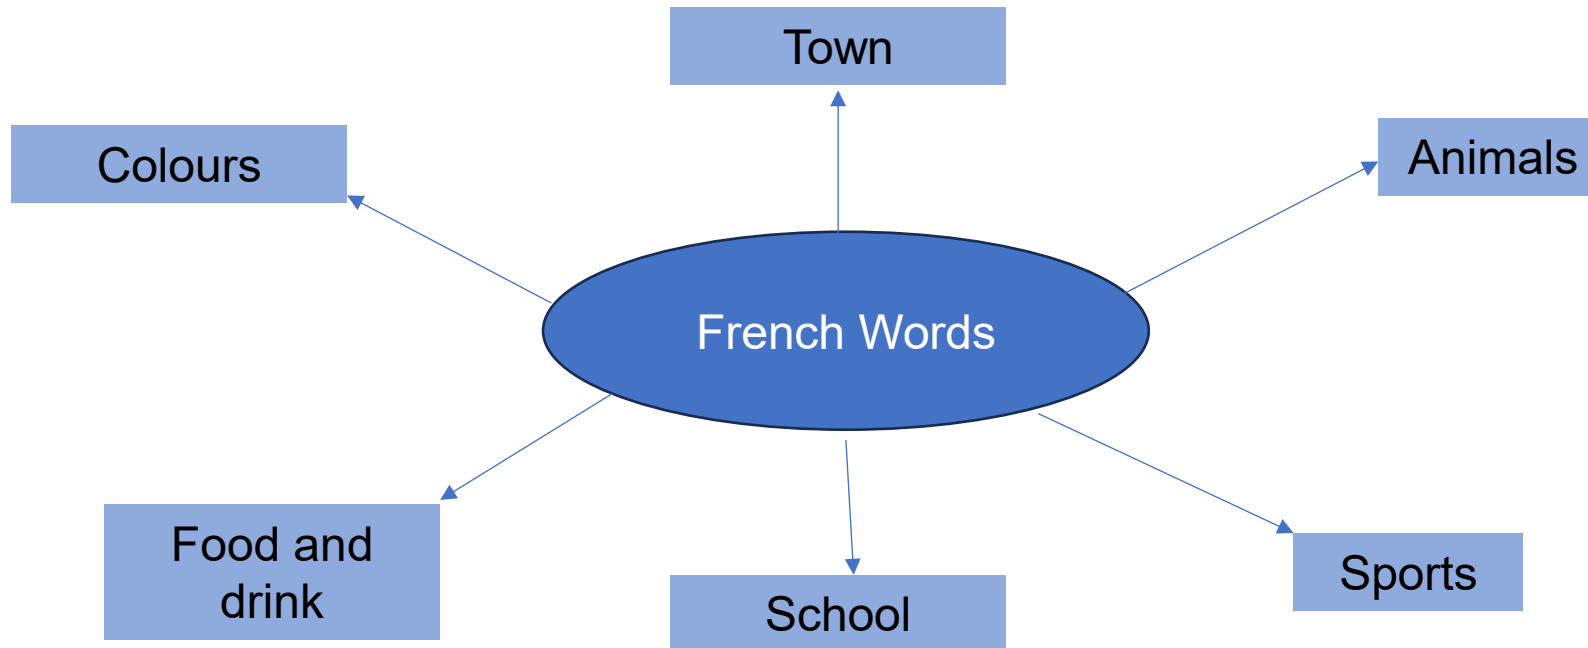 Town
Colours
Animals
French Words
Food and
drink
School
Sports